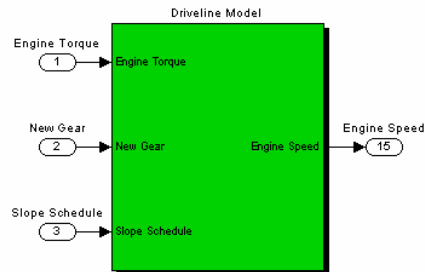 Driveline Model
Engine Torque
1
Engine Torque
New Gear
2
New Gear
Engine Speed
Engine Speed
15
Slope Schedule
3
Slope Schedule